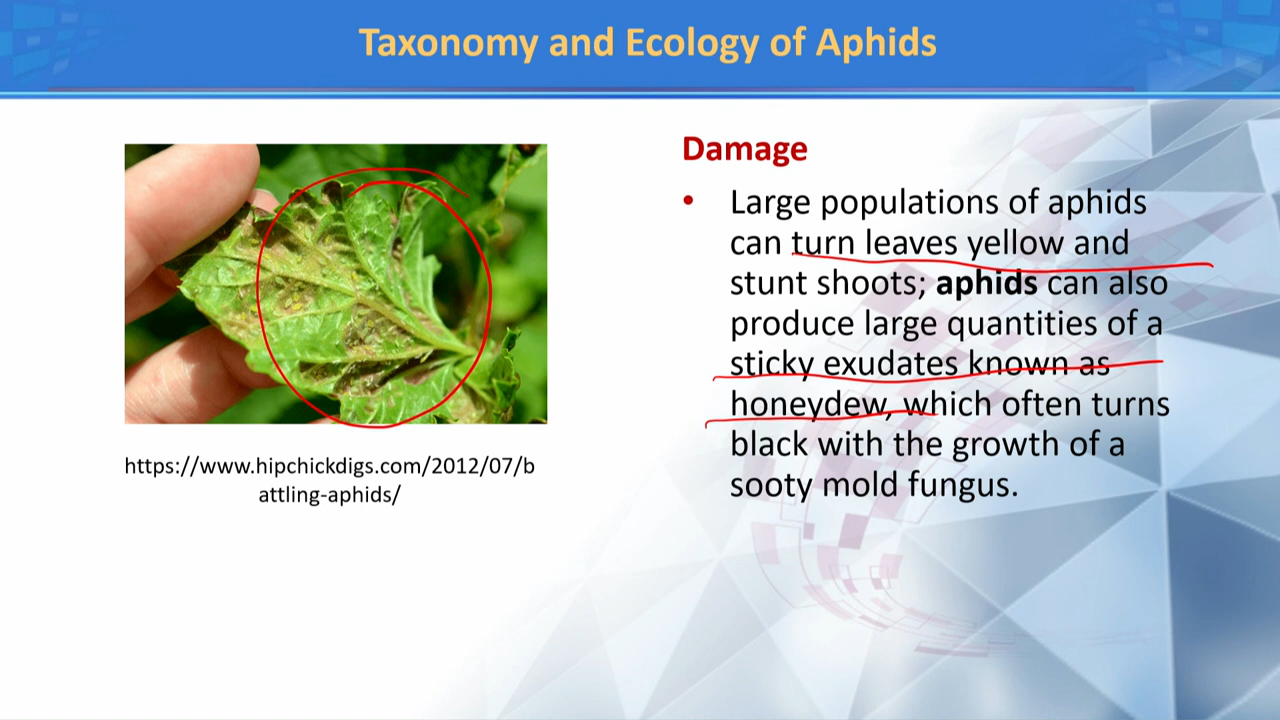 Taxonomy and Ecology of Aphids
Damage
• Large populations of aphids
can turn leaves yellow and
stunt shoots; aphids can also
produce large quantities of a
sticky exudates known as
honeydew, which often turns
black with the growth of a
sooty mold fungus.
https://www.hipchickdigs.com/2012/07/b
attling-aphids/